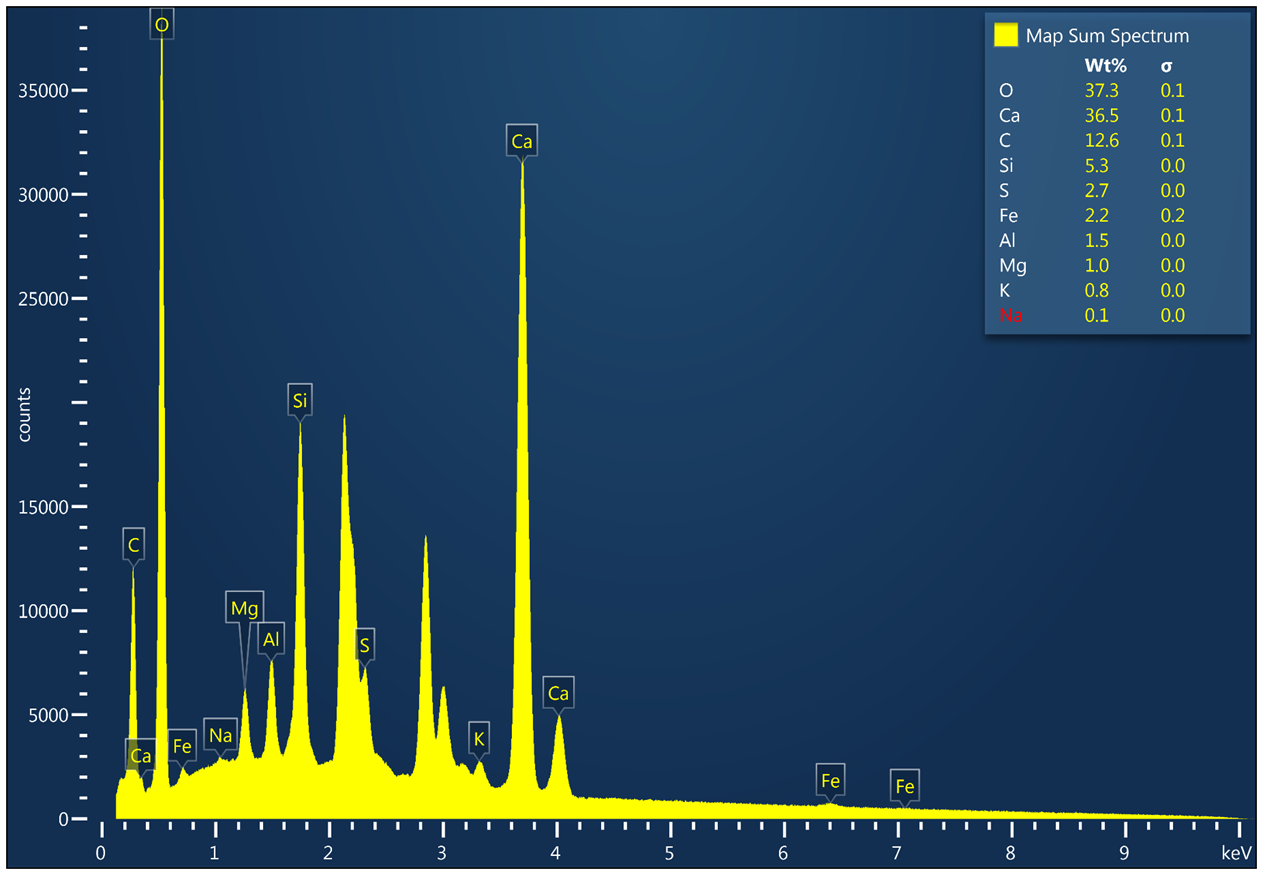 O
Map Sum Spectrum
Wt% σ
O 37.3 0.1
Ca 36.5 0.1
C 12.6 0.1
Si 5.3 0.0
S 2.7 0.0
Fe 2.2 0.2
Al 1.5 0.0
Mg 1.0 0.0
K 0.8 0.0
Na 0.1 0.0
35000
Ca
30000
25000
Si
counts
15000
C
10000
Mg
Al
S
5000
Ca
Na
K
Fe
Ca
Fe
Fe
0
0 1 2 3 4 5 6 7 8 9 keV